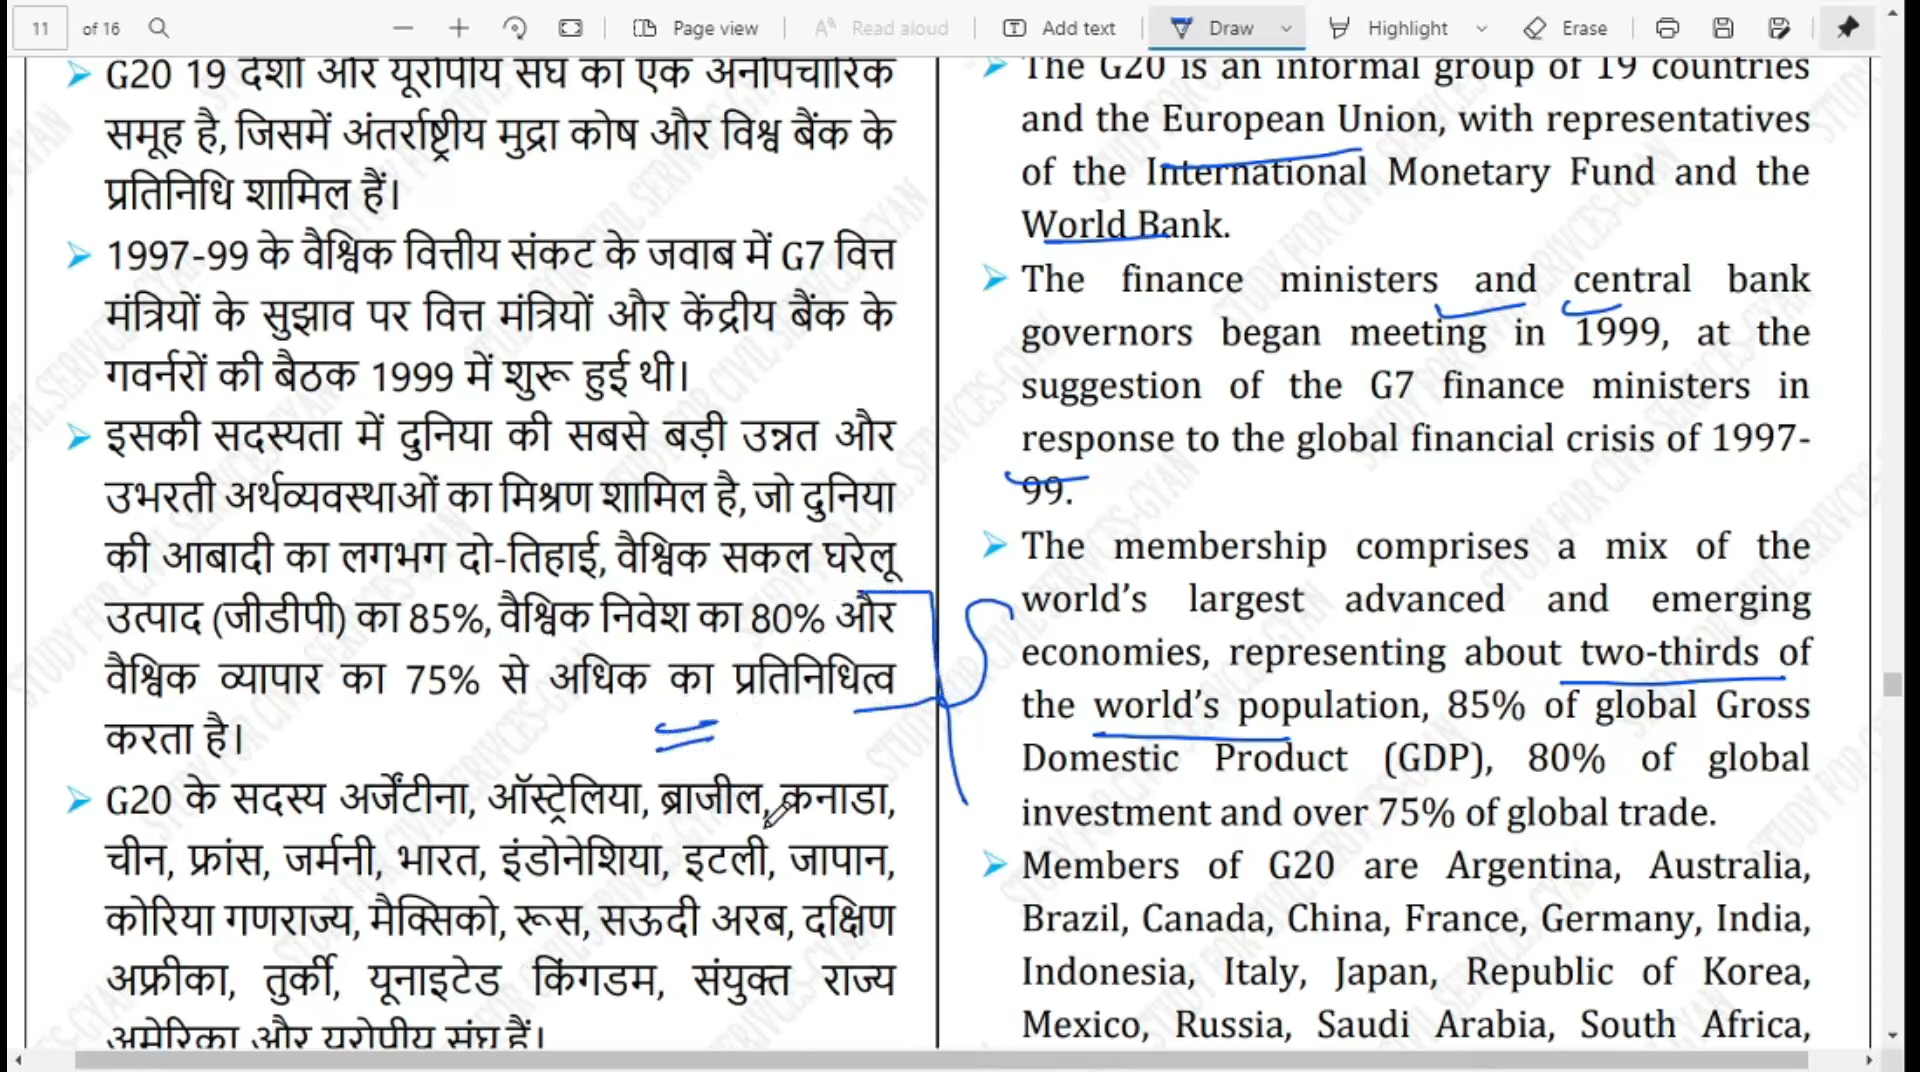 11 of 16 Page view Read aloud Add text Draw Highlight Erase
G20 19 देशों और यूरोपीय संघ का एक अनौपचारिक
समूह है, जिसमें अंतर्राष्ट्रीय मुद्रा कोष और विश्व बैंक के
प्रतिनिधि शामिल हैं।
1997-99 के वैश्विक वित्तीय संकट के जवाब में G7 वित्त
मंत्रियों के सुझाव पर वित्त मंत्रियों और केंद्रीय बैंक के
गवर्नरों की बैठक 1999 में शुरू हुई थी।
इसकी सदस्यता में दुनिया की सबसे बड़ी उन्नत और
उभरती अर्थव्यवस्थाओं का मिश्रण शामिल है, जो दुनिया
की आबादी का लगभग दो-तिहाई, वैश्विक सकल घरेलू
उत्पाद (जीडीपी) का 85%, वैश्विक निवेश का 80% और
वैश्विक व्यापार का 75% से अधिक का प्रतिनिधित्व
करता है।
G20 के सदस्य अर्जेंटीना, ऑस्ट्रेलिया, ब्राजील, कनाडा,
चीन, फ्रांस, जर्मनी, भारत, इंडोनेशिया, इटली, जापान,
कोरिया गणराज्य, मैक्सिको, रूस, सऊदी अरब, दक्षिण
अफ्रीका, तुर्की, यूनाइटेड किंगडम, संयुक्त राज्य
अमेरिका और यूरोपीय संघ हैं।
The G20 is an informal group of 19 countries
and the European Union, with representatives
of the International Monetary Fund and the
World Bank.
The finance ministers and central bank
governors began meeting in 1999, at the
suggestion of the G7 finance ministers in
response to the global financial crisis of 1997-
99.
The membership comprises a mix of the
world’s largest advanced and emerging
economies, representing about two-thirds of
the world’s population, 85% of global Gross
Domestic Product (GDP), 80% of global
investment and over 75% of global trade.
Members of G20 are Argentina, Australia,
Brazil, Canada, China, France, Germany, India,
Indonesia, Italy, Japan, Republic of Korea,
Mexico, Russia, Saudi Arabia, South Africa,
STUDY FOR CIVIL SERIVCES-GYAN